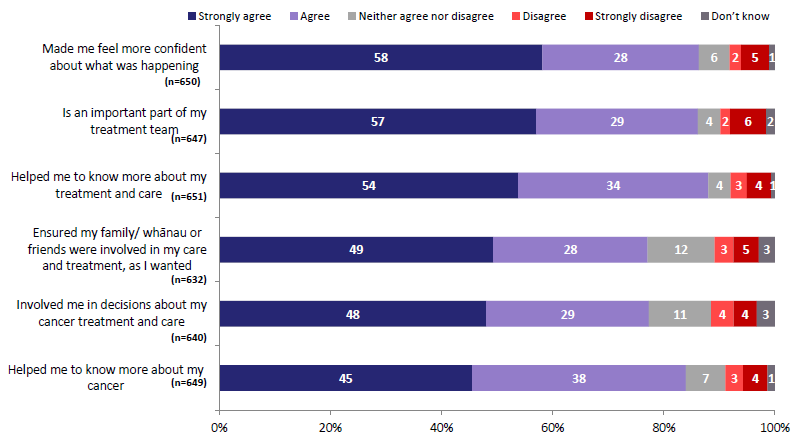 Strongly agree Agree Neither agree nor disagree Disagree Strongly disagree Don't know
Made me feel more confident
about what was happening
(n=650)
58 28 6 2 5 1
Is an important part of my
treatment team
(n=647)
57 29 4 2 6 2
Helped me to know more about my
treatment and care (n=651)
54 34 4 3 4 1
Ensured my family/ whānau or
friends were involved in my care
and treatment, as I wanted
(n=632)
49 28 12 3 5 3
Involved me in decisions about my
cancer treatment and care
(n=640)
48 29 11 4 4 3
Helped me to know more about my
cancer (n=649)
45 38 7 3 4 1
0% 20% 40% 60% 80% 100%